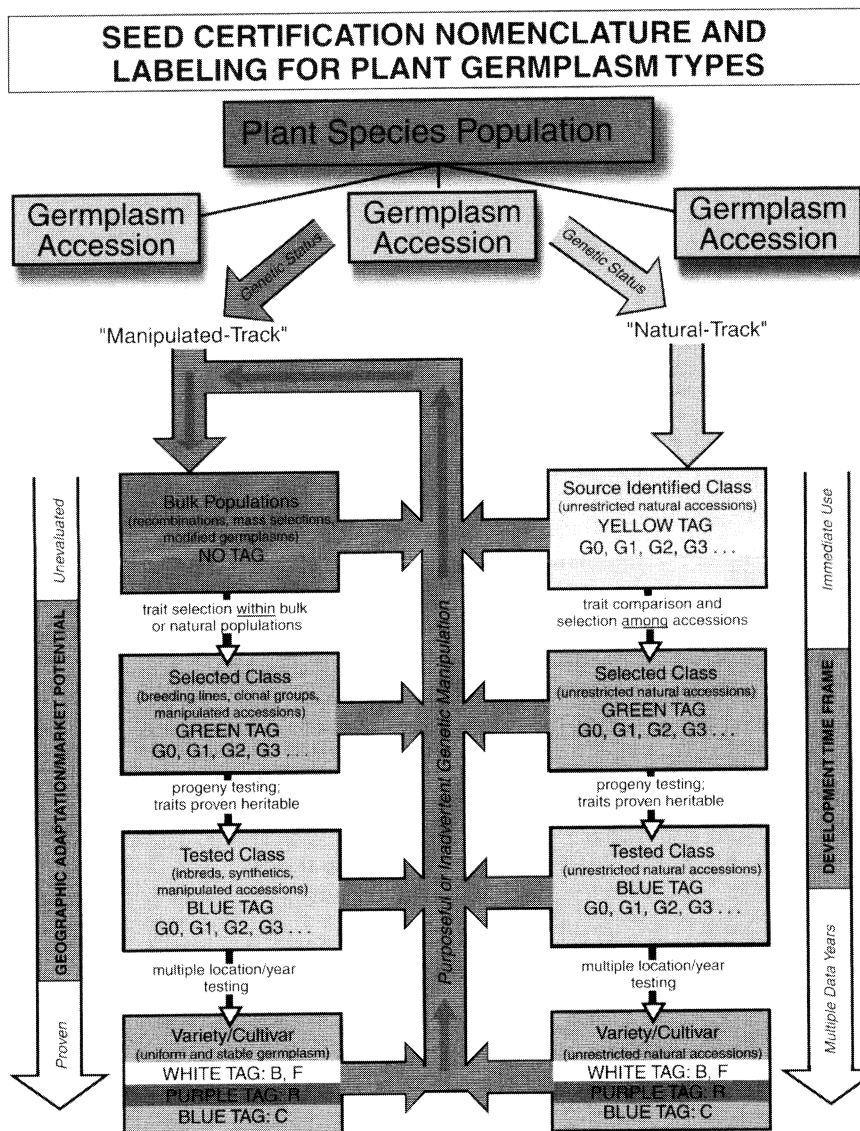 SEED CERTIFICATION NOMENCLATURE AND
LABELING FOR PLANT GERMPLASM TYPES
Plant Species Population
Germplasm
Accession
Germplasm
Accession
Germplasm
Accession
Genetic Status
Genetic Status
"Manipulated-Track"
"Natural-Track"
Unevaluated
GEOGRAPHIC ADAPTATION/MARKET POTENTIAL
Proven
Bulk Populations
(recombinations, mass selections,
modified germplasms)
NO TAG
trait selection within bulk
or natural poplulations
Selected Class
(breeding lines, clonal groups,
manipulated accessions)
GREEN TAG
G0, G1, G2, G3 . . .
progeny testing;
traits proven heritable
Tested Class
(inbreds, synthetics,
manipulated accessions)
BLUE TAG
G0, G1, G2, G3 . . .
multiple location/year
testing
Variety/Cultivar
(uniform and stable germplasm)
WHITE TAG: B, F
PURPLE TAG: R
BLUE TAG: C
Purposeful or Inadvertent Genetic Manipulation
Source Identified Class
(unrestricted natural accessions)
YELLOW TAG
G0, G1, G2, G3 . . .
trait comparison and
selection among accessions
Selected Class
(unrestricted natural accessions)
GREEN TAG
G0, G1, G2, G3 . . .
progeny testing;
traits proven heritable
Tested Class
(unrestricted natural accessions)
BLUE TAG
G0, G1, G2, G3 . . .
multiple location/year
testing
Variety/Cultivar
(unrestricted natural accessions)
WHITE TAG: B, F
PURPLE TAG: R
BLUE TAG: C
Immediate Use
DEVELOPMENT TIME FRAME
Multiple Data Years